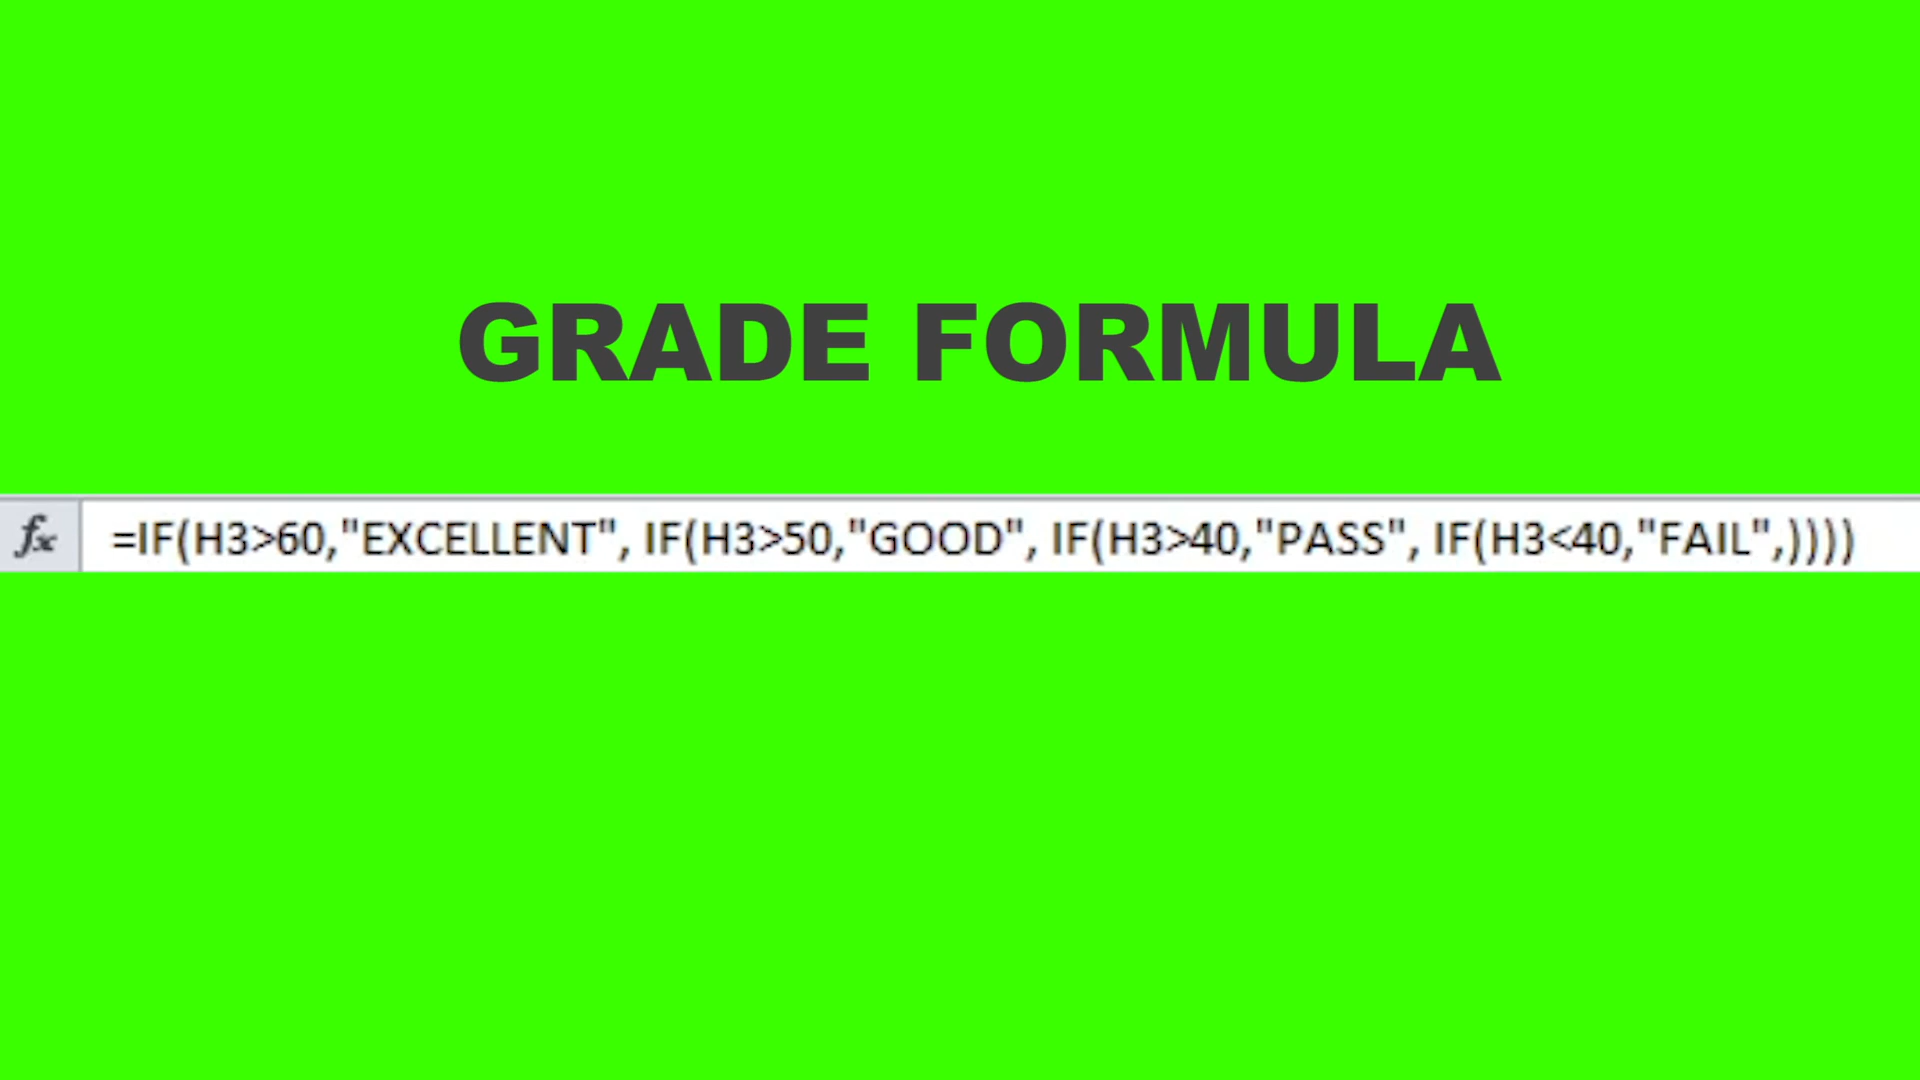 GRADE FORMULA
fx =IF(H3>60,"EXCELLENT", IF(H3>50,"GOOD", IF(H3>40,"PASS", IF(H3<40,"FAIL",))))